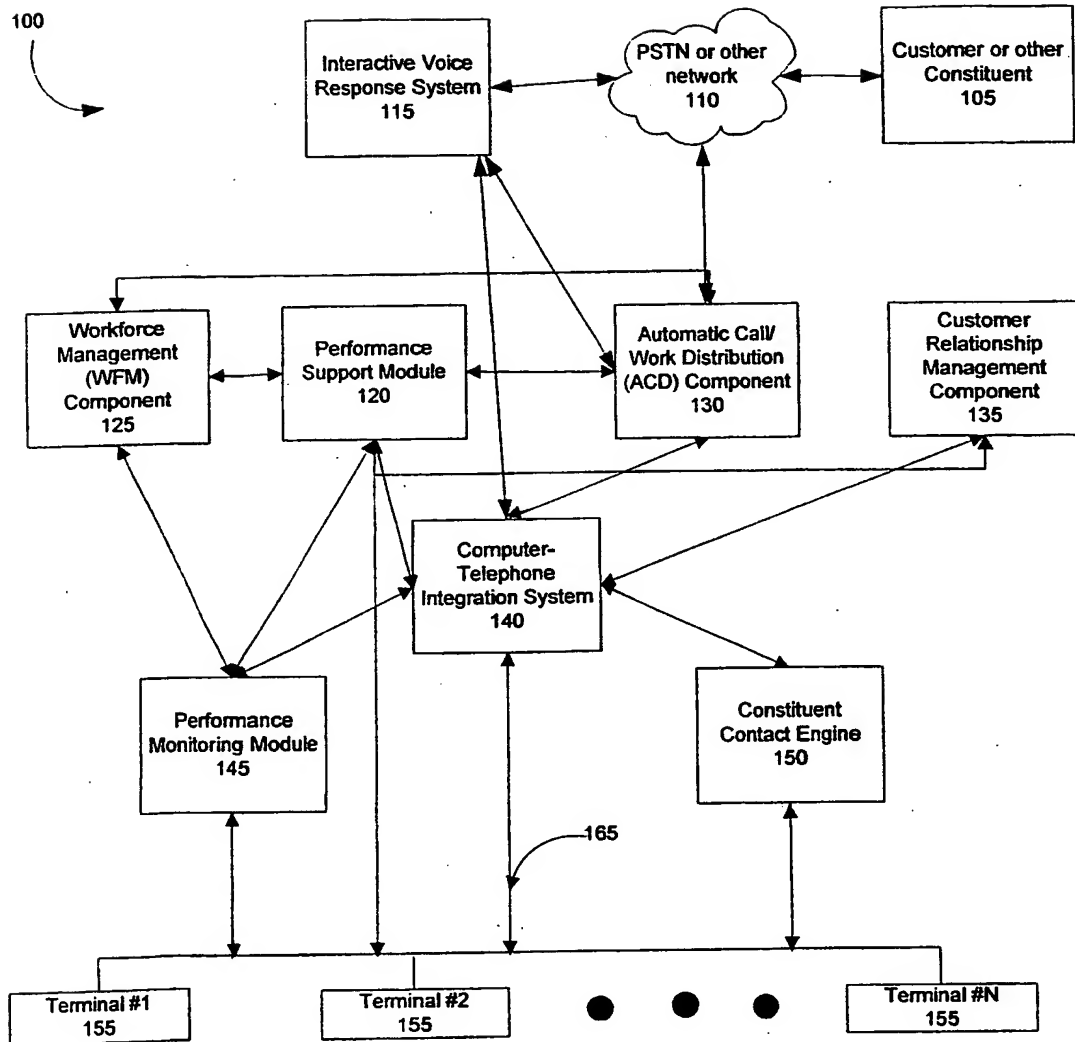 100
Interactive Voice
Response System
115
PSTN or other
network
110
Customer or other
Constituent
105
Workforce
Management
(WFM)
Component
125
Performance
Support Module
120
Automatic Call/
Work Distribution
(ACD) Component
130
Customer
Relationship
Management
Component
135
Computer-
Telephone
Integration System
140
Performance
Monitoring Module
145
Constituent
Contact Engine
150
165
Terminal #1
155
Terminal #2
155
Terminal #N
155